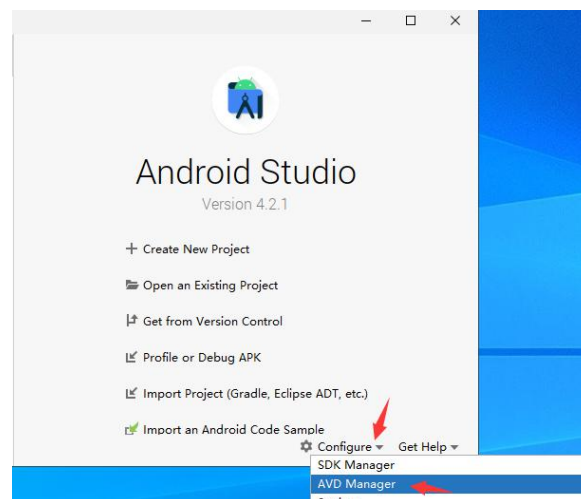 Android Studio
Version 4.2.1
Create New Project
Open an Existing Project
Get from Version Control
Profile or Debug APK
Import Project (Gradle, Eclipse ADT, etc.)
Import an Android Code Sample
Configure Get Help
SDK Manager
AVD Manager